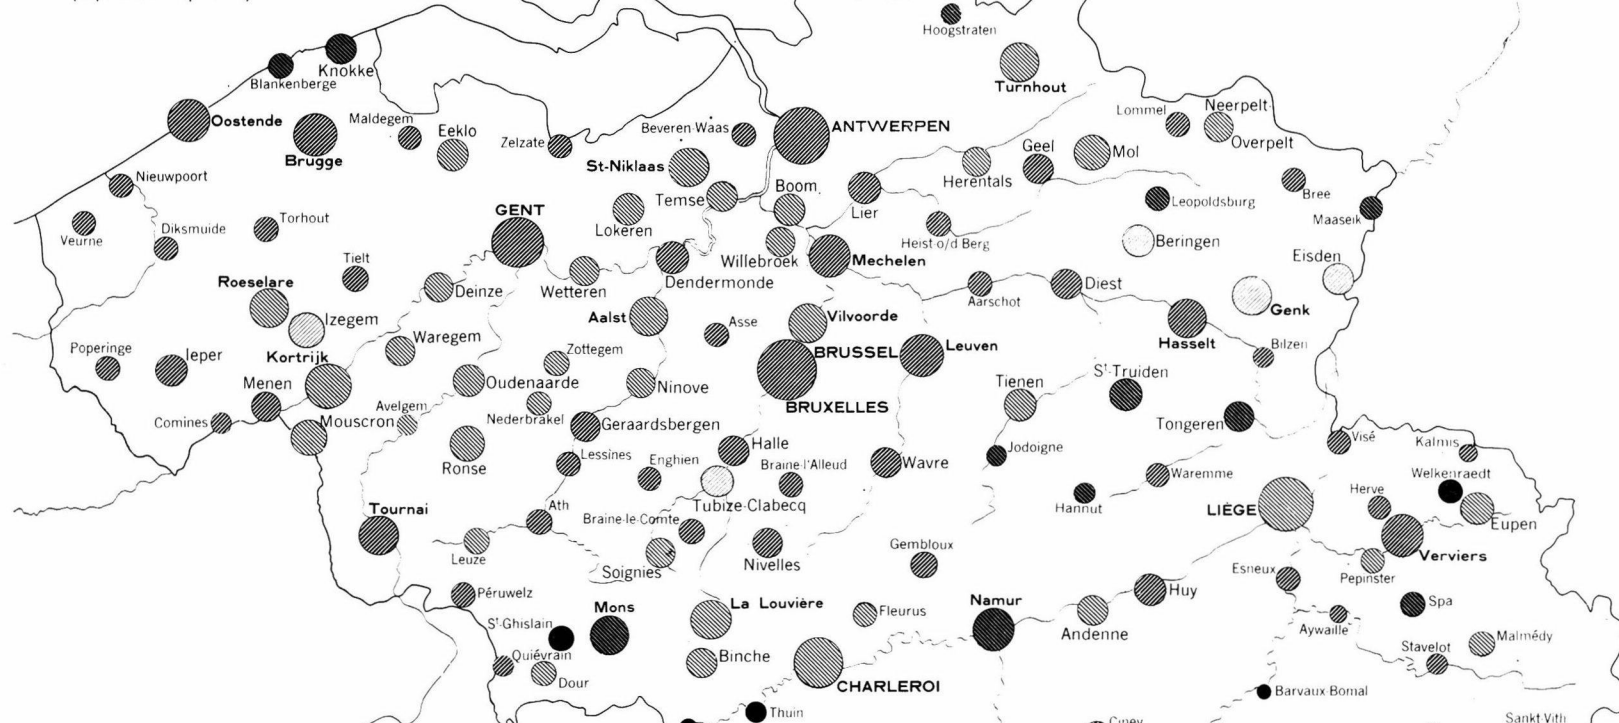 Hoogstraten
Knokke
Blankenberge
Turnhout
Oostende
Maldegem
Eeklo
Brugge
Zelzate
Beveren-Waas
ANTWERPEN
Lommel
Neerpelt
Overpelt
St-Niklaas
Herentals
Geel
Mol
Nieuwpoort
Temse
Boom
Lier
Leopoldsburg
Bree
Maaseik
Veurne
Diksmuide
Torhout
GENT
Lokeren
Heist-o/d Berg
Beringen
Tielt
Willebroek
Mechelen
Eisden
Roeselare
Deinze
Wetteren
Dendermonde
Aarschot
Diest
Genk
Izegem
Aalst
Asse
Vilvoorde
Hasselt
Bilzen
Poperinge
Ieper
Kortrijk
Waregem
Zottegem
BRUSSEL
Leuven
Menen
Oudenaarde
Ninove
BRUXELLES
Tienen
St-Truiden
Comines
Mouscron
Avelgem
Nederbrakel
Geraardsbergen
Tongeren
Ronse
Lessines
Enghien
Halle
Braine-l'Alleud
Wavre
Jodoigne
Visé
Kalmis
Waremme
Welkenraedt
Tournai
Ath
Braine-le-Comte
Tubize-Clabecq
Hannut
LIÈGE
Herve
Eupen
Leuze
Soignies
Nivelles
Gembloux
Verviers
Esneux
Pepinster
Péruwelz
Mons
La Louvière
Fleurus
Namur
Andenne
Huy
Spa
St-Ghislain
Aywaille
Stavelot
Malmédy
Quiévrain
Dour
Binche
CHARLEROI
Barvaux-Bomal
Thuin
Ciney
Sankt-Vith